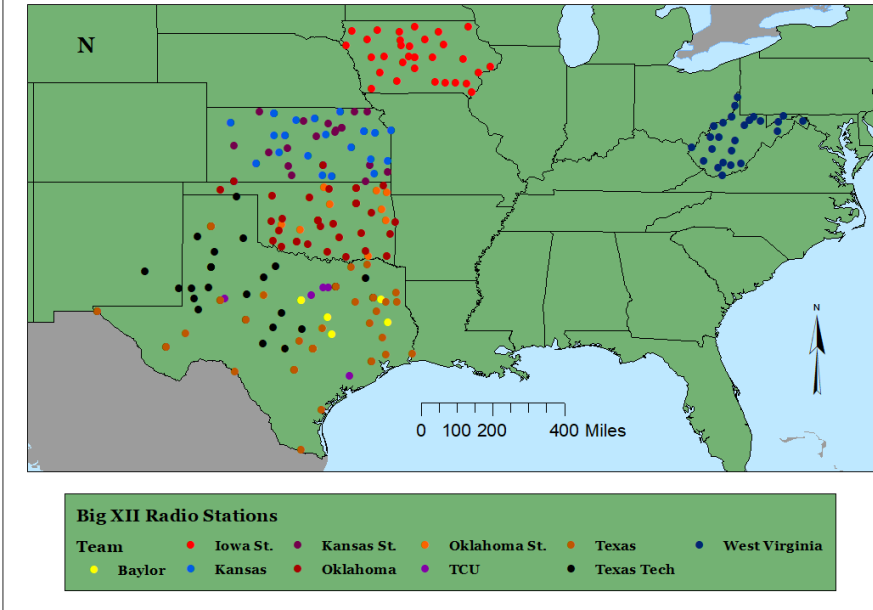 N
N
0 100 200 400 Miles
Big XII Radio Stations
Team
Iowa St. Kansas St. Oklahoma St. Texas West Virginia
Baylor Kansas Oklahoma TCU Texas Tech